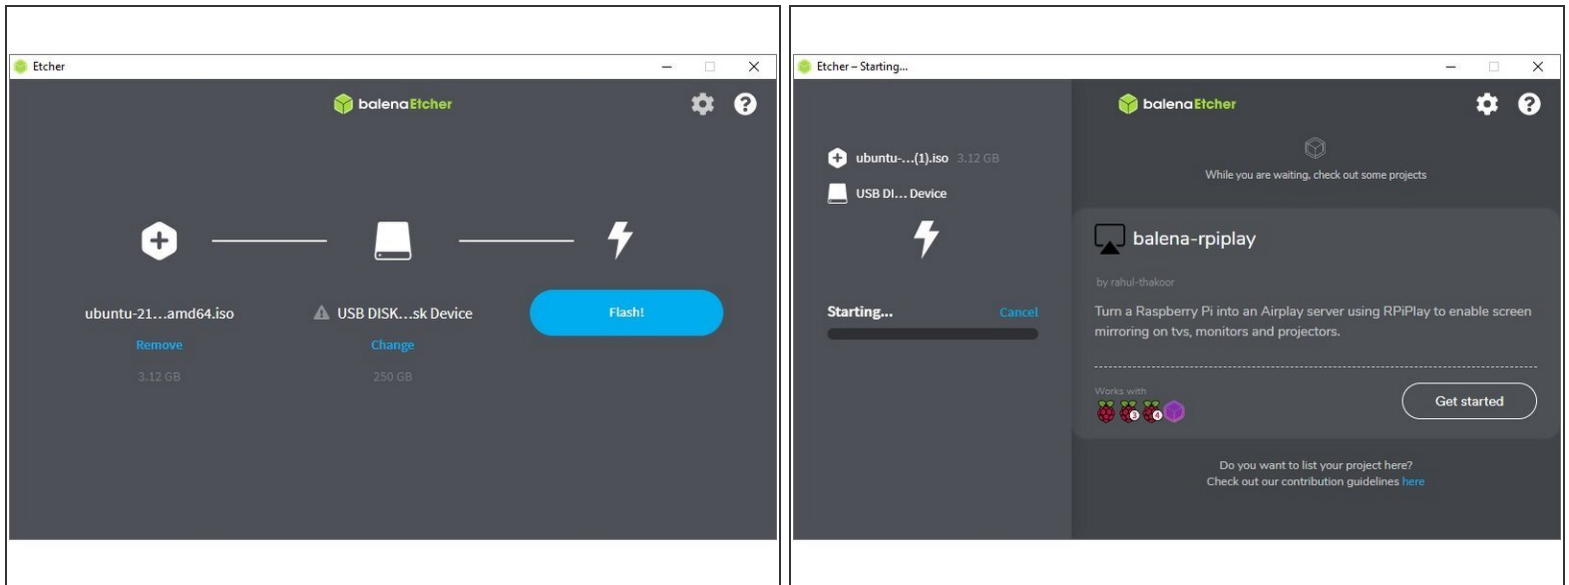 Etcher
balenaEtcher
ubuntu-21...amd64.iso
Remove
3.12 GB
USB DISK...sk Device
Change
250 GB
Flash!
Etcher – Starting...
ubuntu-...(1).iso 3.12 GB
USB DI... Device
Starting... Cancel
balenaEtcher
While you are waiting, check out some projects
balena-rpiplay
by rahul-thakoor
Turn a Raspberry Pi into an Airplay server using RPiPlay to enable screen
mirroring on tvs, monitors and projectors.
Works with
3 4
Get started
Do you want to list your project here?
Check out our contribution guidelines here